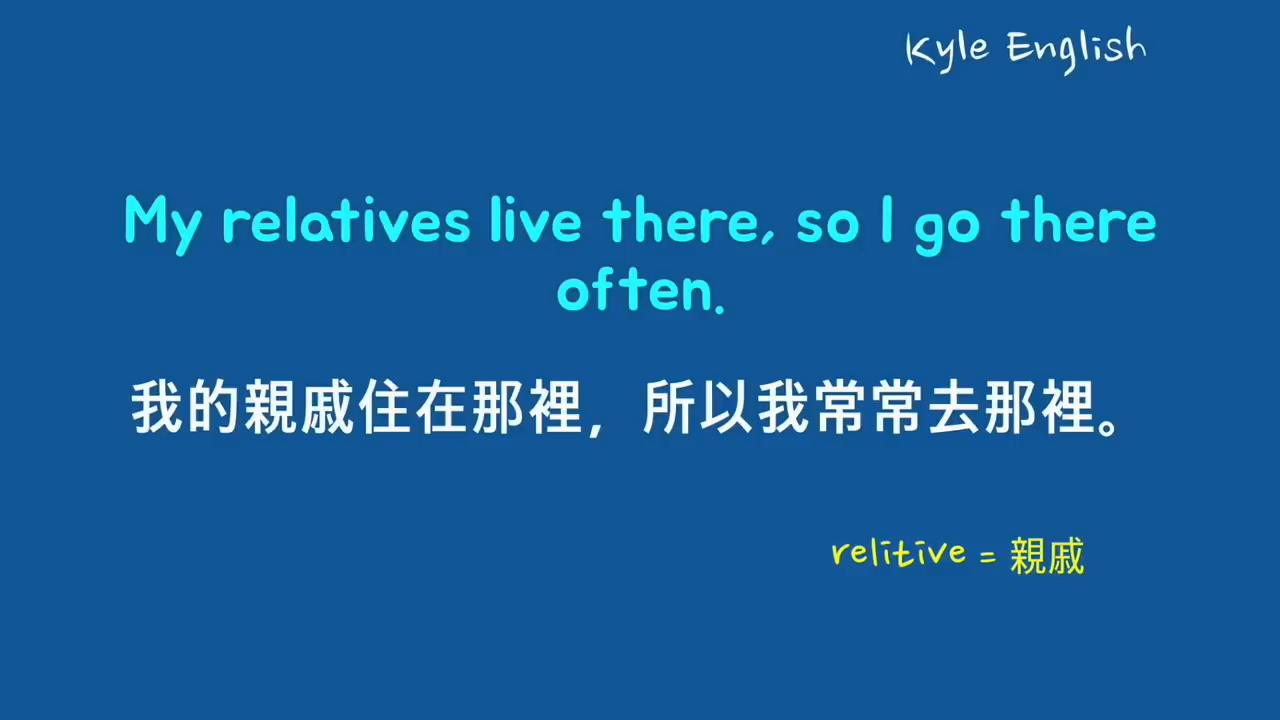 Kyle English
My relatives live there, so I go there
often.
我的親戚住在那裡，所以我常常去那裡。
relitive = 親戚